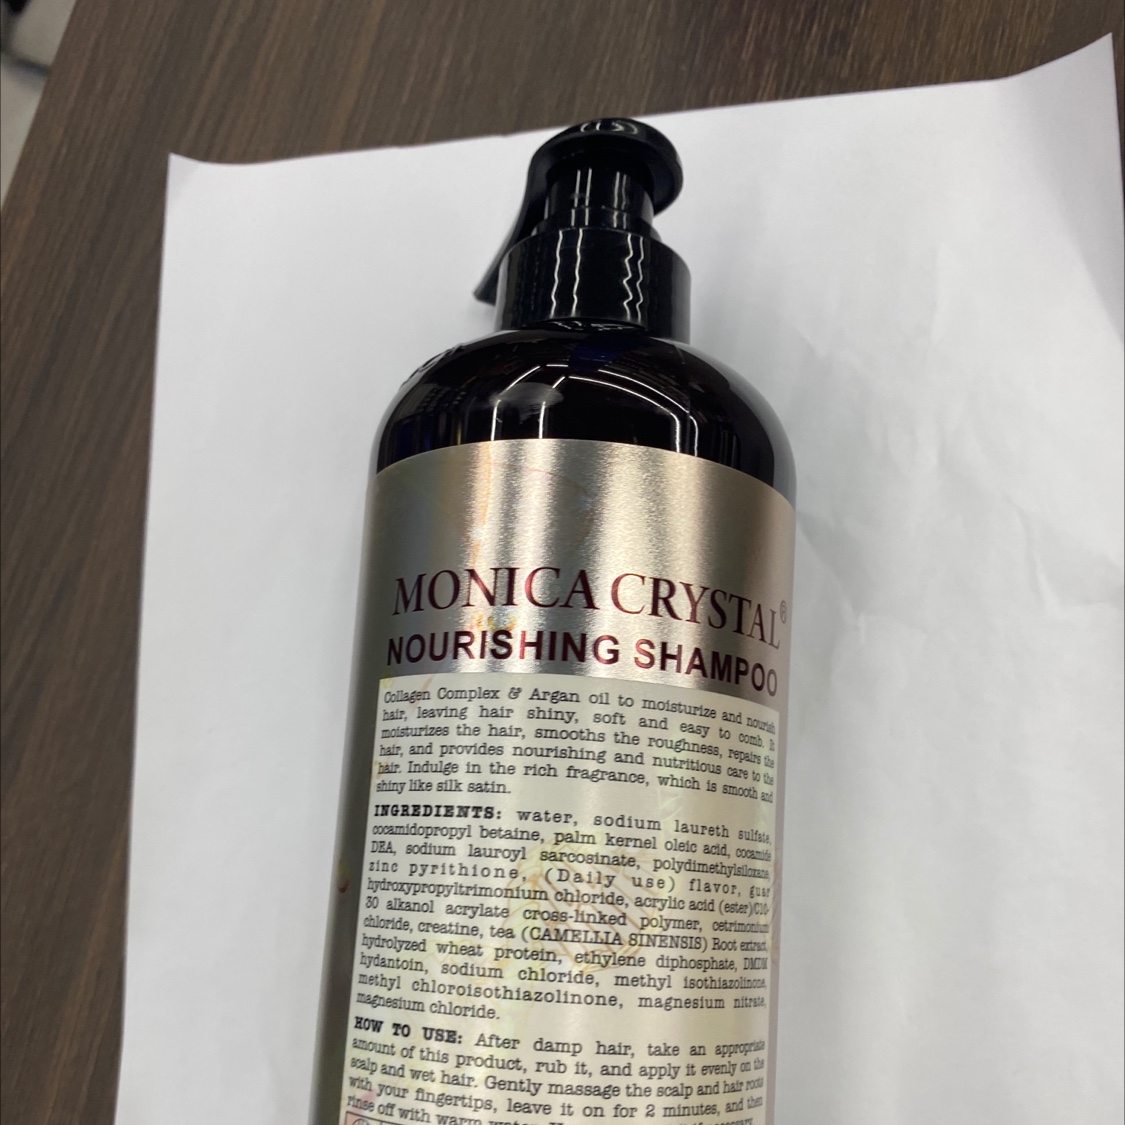 MONICA CRYSTAL®
NOURISHING SHAMPOO
Collagen Complex & Argan oil to moisturize and nourish
hair, leaving hair shiny, soft and easy to comb. It
moisturizes the hair, smooths the roughness, repairs the
hair, and provides nourishing and nutritious care to the
hair. Indulge in the rich fragrance, which is smooth and
shiny like silk satin.
INGREDIENTS: water, sodium laureth sulfate,
cocamidopropyl betaine, palm kernel oleic acid, cocamide
DEA, sodium lauroyl sarcosinate, polydimethylsiloxane,
zinc pyrithione, (Daily use) flavor, guar
hydroxypropyltrimonium chloride, acrylic acid (ester)/C10-
30 alkanol acrylate cross-linked polymer, cetrimonium
chloride, creatine, tea (CAMELLIA SINENSIS) Root extract,
hydrolyzed wheat protein, ethylene diphosphate, DMDM
hydantoin, sodium chloride, methyl isothiazolinone,
methyl chloroisothiazolinone, magnesium nitrate,
magnesium chloride.
HOW TO USE: After damp hair, take an appropriate
amount of this product, rub it, and apply it evenly on the
scalp and wet hair. Gently massage the scalp and hair roots
with your fingertips, leave it on for 2 minutes, and then
rinse off with warm